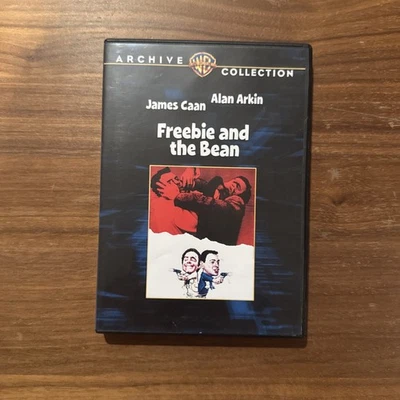 ARCHIVE WB COLLECTION
James Caan Alan Arkin
Freebie and
the Bean